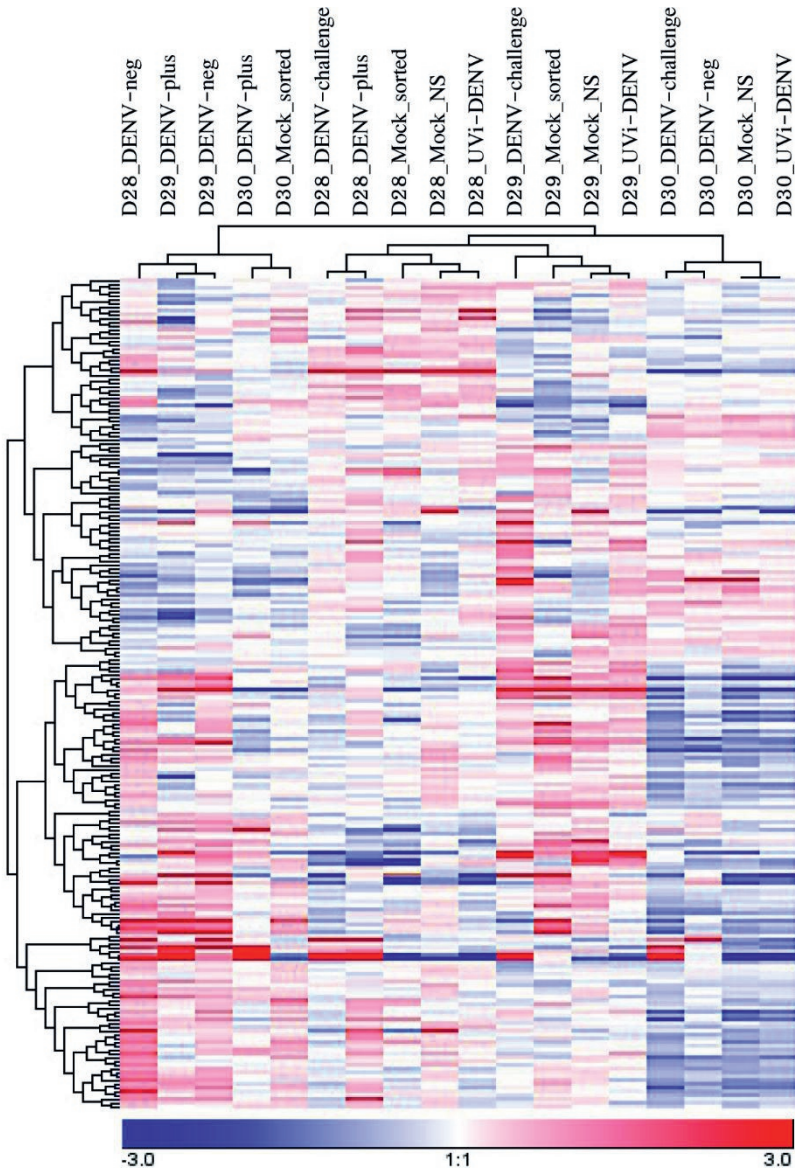 D28_DENV-neg
D29_DENV-plus
D29_DENV-neg
D30_DENV-plus
D30_Mock_sorted
D28_DENV-challenge
D28_DENV-plus
D28_Mock_sorted
D28_Mock_NS
D28_UVi-DENV
D29_DENV-challenge
D29_Mock_sorted
D29_Mock_NS
D29_UVi-DENV
D30_DENV-challenge
D30_DENV-neg
D30_Mock_NS
D30_UVi-DENV
-3.0 1:1 3.0